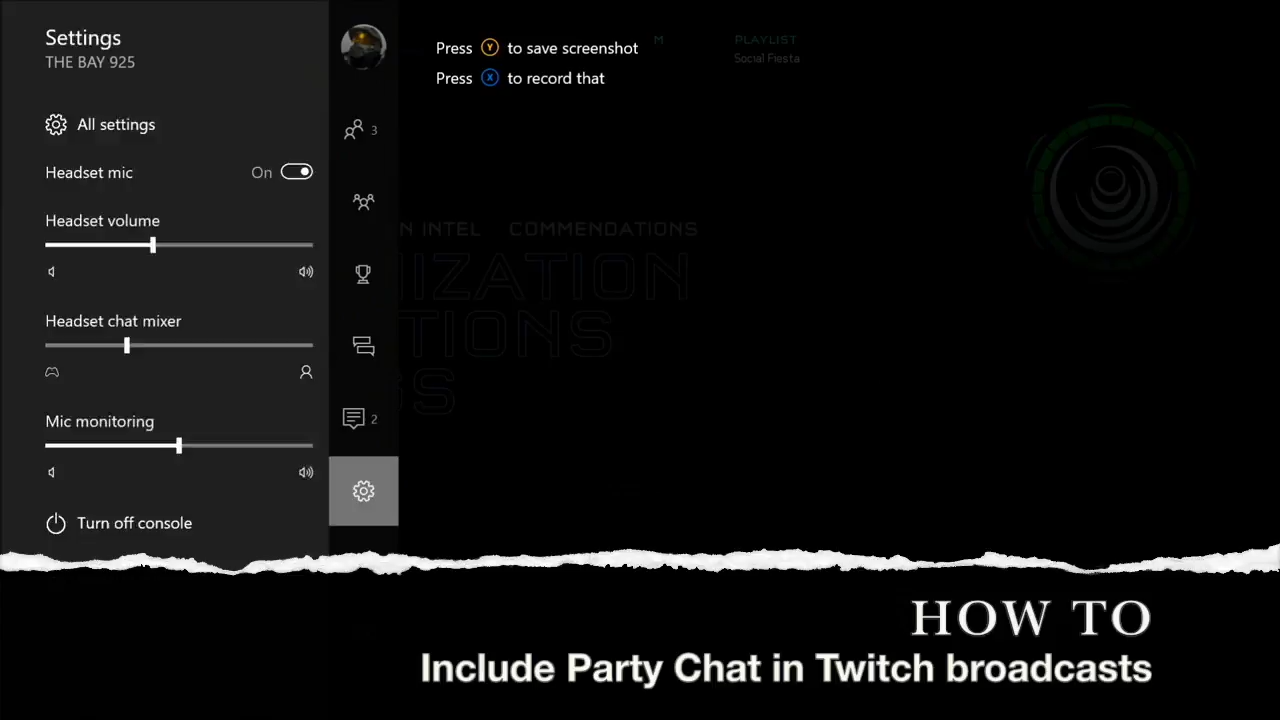 Settings
THE BAY 925
All settings
Headset mic On
Headset volume
Headset chat mixer
Mic monitoring
Turn off console
3
2
Press Y to save screenshot
Press X to record that
M
PLAYLIST
Social Fiesta
N INTEL COMMENDATIONS
IZATION
TIONS
S
HOW TO
Include Party Chat in Twitch broadcasts